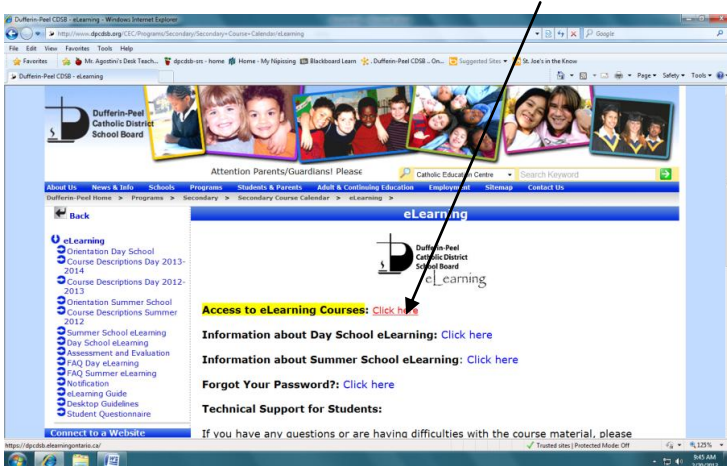 Dufferin-Peel CDSB - eLearning - Windows Internet Explorer
http://www.dpcdsb.org/CEC/Programs/Secondary/Secondary+Course+Calendar/eLearning
Google
File Edit View Favorites Tools Help
Favorites Mr. Agostini's Desk Teach... dpcdsb-src - home Home - My Nipissing Blackboard Learn Dufferin-Peel CDSB .. On... Suggested Sites St. Joe's in the Know
Dufferin-Peel CDSB - eLearning
Page Safety Tools
Dufferin-Peel
Catholic District
School Board
Attention Parents/Guardians! Please
Catholic Education Centre Search Keyword
About Us News & Info Schools Programs Students & Parents Adult & Continuing Education Employment Sitemap Contact Us
Dufferin-Peel Home > Programs > Secondary > Secondary Course Calendar > eLearning >
Back
eLearning
Orientation Day School
Course Descriptions Day 2013-
2014
Course Descriptions Day 2012-
2013
Orientation Summer School
Course Descriptions Summer
2012
Summer School eLearning
Day School eLearning
Assessment and Evaluation
FAQ Day eLearning
FAQ Summer eLearning
Notification
eLearning Guide
Desktop Guidelines
Student Questionnaire
Connect to a Website
eLearning
Dufferin-Peel
Catholic District
School Board
eLearning
Access to eLearning Courses: Click here
Information about Day School eLearning: Click here
Information about Summer School eLearning: Click here
Forgot Your Password?: Click here
Technical Support for Students:
If you have any questions or are having difficulties with the course material, please
https://dpcdsb.elearningontario.ca/
Trusted sites | Protected Mode: Off
125%
9:45 AM